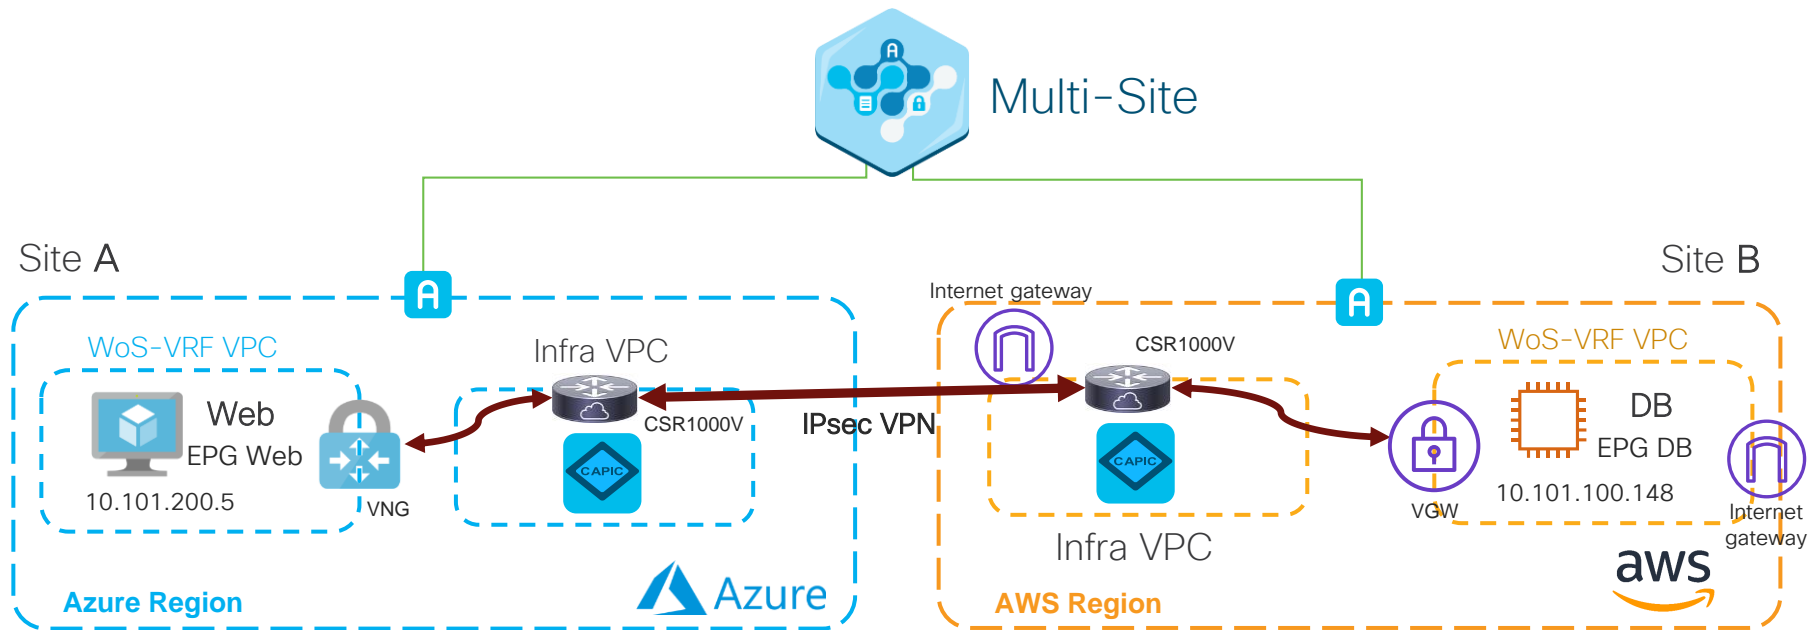 Multi-Site
Site A
Site B
A
A
A
Internet gateway
WoS-VRF VPC
Infra VPC
CSR1000V
WoS-VRF VPC
Web
EPG Web
10.101.200.5
VNG
CSR1000V
CAPIC
IPsec VPN
CAPIC
Infra VPC
DB
EPG DB
10.101.100.148
VGW
Internet
gateway
Azure Region
Azure
AWS Region
aws